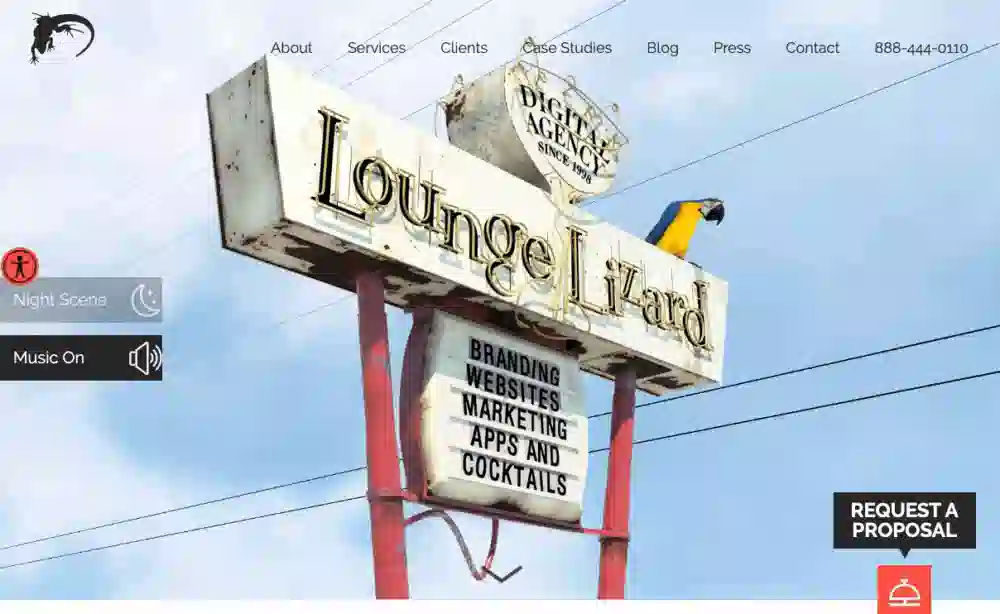 About Services Clients Case Studies Blog Press Contact 888-444-0110
DIGITAL
AGENCY
SINCE 1998
Lounge Lizard
Night Scene
Music On
BRANDING
WEBSITES
MARKETING
APPS AND
COCKTAILS
REQUEST A
PROPOSAL